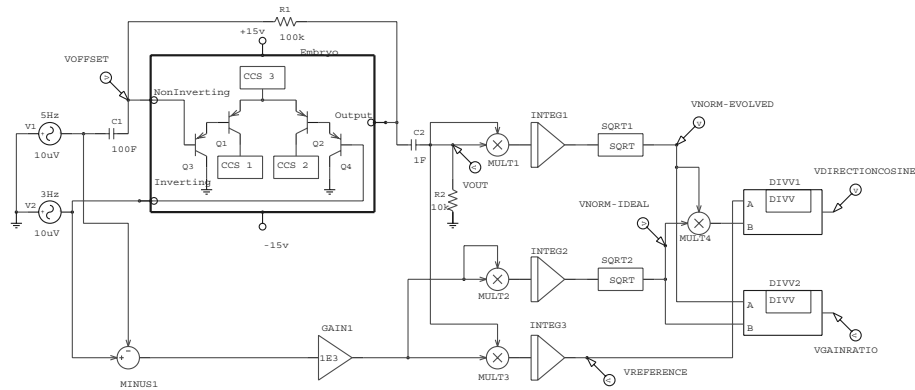 R1
100k
+15v
Embryo
VOFFSET
CCS 3
NonInverting
Output
5Hz
V1
10uV
C1
100F
Q1
Q2
Q3
Q4
CCS 1
CCS 2
Inverting
3Hz
V2
10uV
-15v
C2
1F
R2
10k
VOUT
MULT1
INTEG1
SQRT1
SQRT
VNORM-EVOLVED
VNORM-IDEAL
MULT4
DIVV1
DIVV
A
B
VDIRECTIONCOSINE
MULT2
INTEG2
SQRT2
SQRT
DIVV2
DIVV
A
B
VGAINRATIO
GAIN1
1E3
MINUS1
MULT3
INTEG3
VREFERENCE